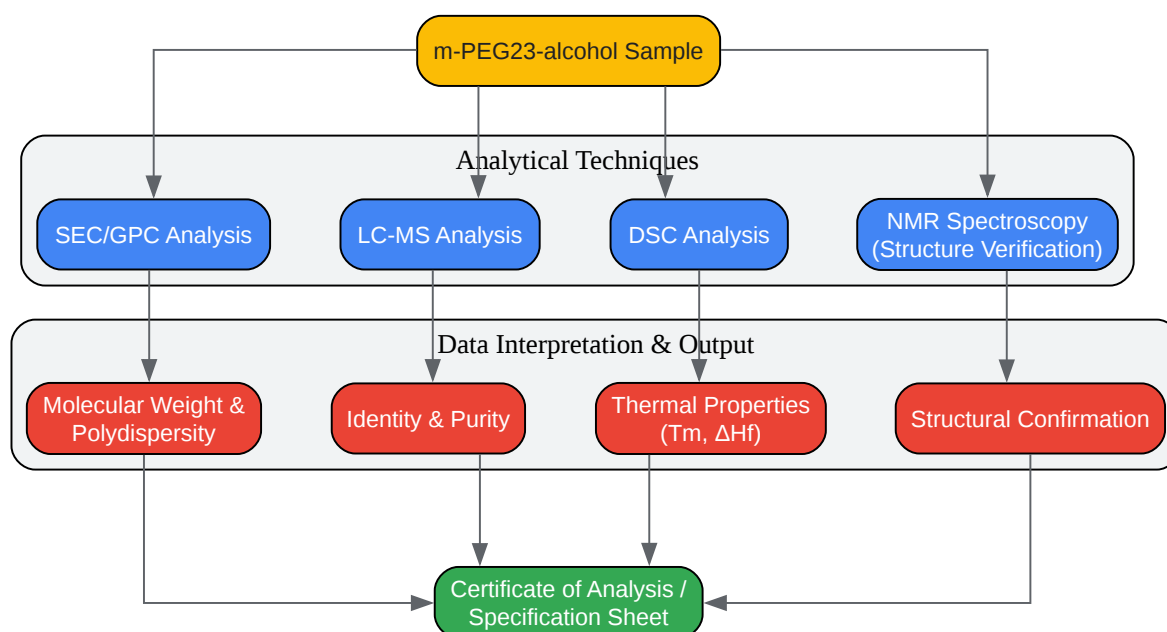 m-PEG23-alcohol Sample
Analytical Techniques
SEC/GPC Analysis
LC-MS Analysis
DSC Analysis
NMR Spectroscopy
(Structure Verification)
Data Interpretation & Output
Molecular Weight &
Polydispersity
Identity & Purity
Thermal Properties
(Tm, ΔHf)
Structural Confirmation
Certificate of Analysis /
Specification Sheet